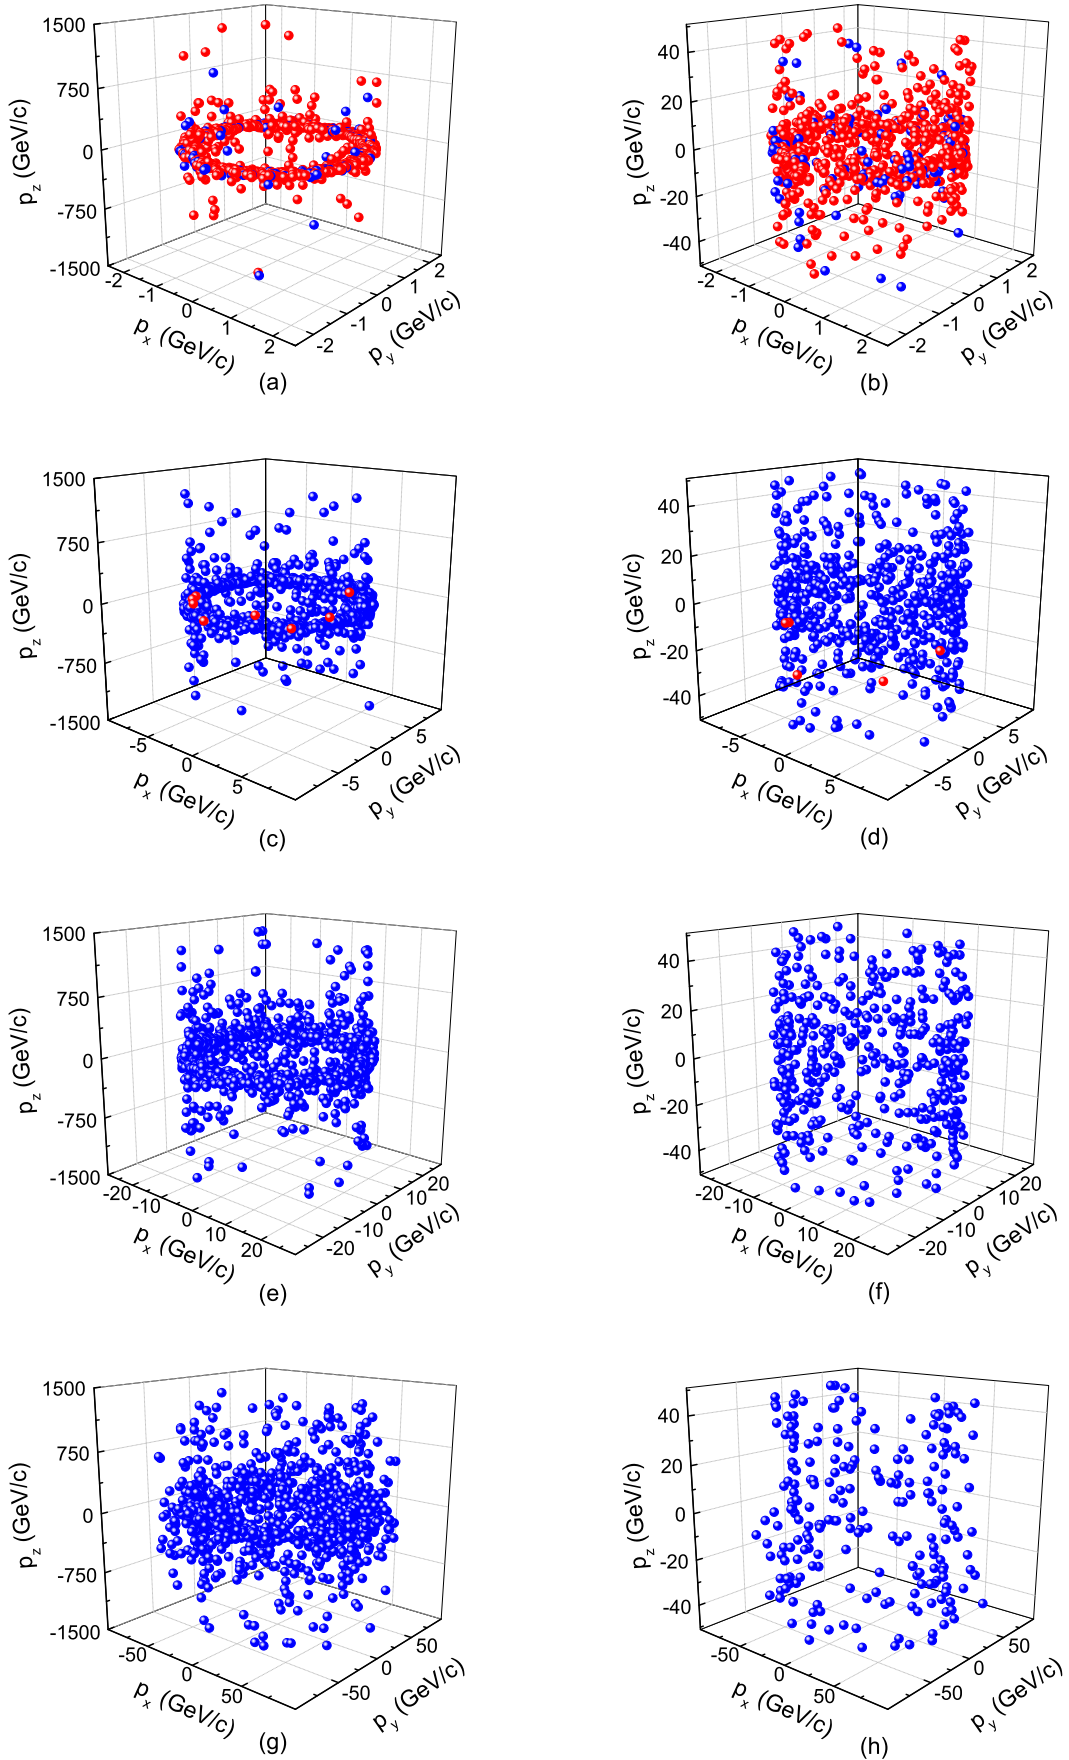 1500
750
0
-750
-1500
p_z (GeV/c)
-2 -1 0 1 2
p_x (GeV/c)
-2 -1 0 1 2
p_y (GeV/c)
(a)
40
20
0
-20
-40
p_z (GeV/c)
-2 -1 0 1 2
p_x (GeV/c)
-2 -1 0 1 2
p_y (GeV/c)
(b)
1500
750
0
-750
-1500
p_z (GeV/c)
-5 0 5
p_x (GeV/c)
-5 0 5
p_y (GeV/c)
(c)
40
20
0
-20
-40
p_z (GeV/c)
-5 0 5
p_x (GeV/c)
-5 0 5
p_y (GeV/c)
(d)
1500
750
0
-750
-1500
p_z (GeV/c)
-20 -10 0 10 20
p_x (GeV/c)
-20 -10 0 10 20
p_y (GeV/c)
(e)
40
20
0
-20
-40
p_z (GeV/c)
-20 -10 0 10 20
p_x (GeV/c)
-20 -10 0 10 20
p_y (GeV/c)
(f)
1500
750
0
-750
-1500
p_z (GeV/c)
-50 0 50
p_x (GeV/c)
-50 0 50
p_y (GeV/c)
(g)
40
20
0
-20
-40
p_z (GeV/c)
-50 0 50
p_x (GeV/c)
-50 0 50
p_y (GeV/c)
(h)